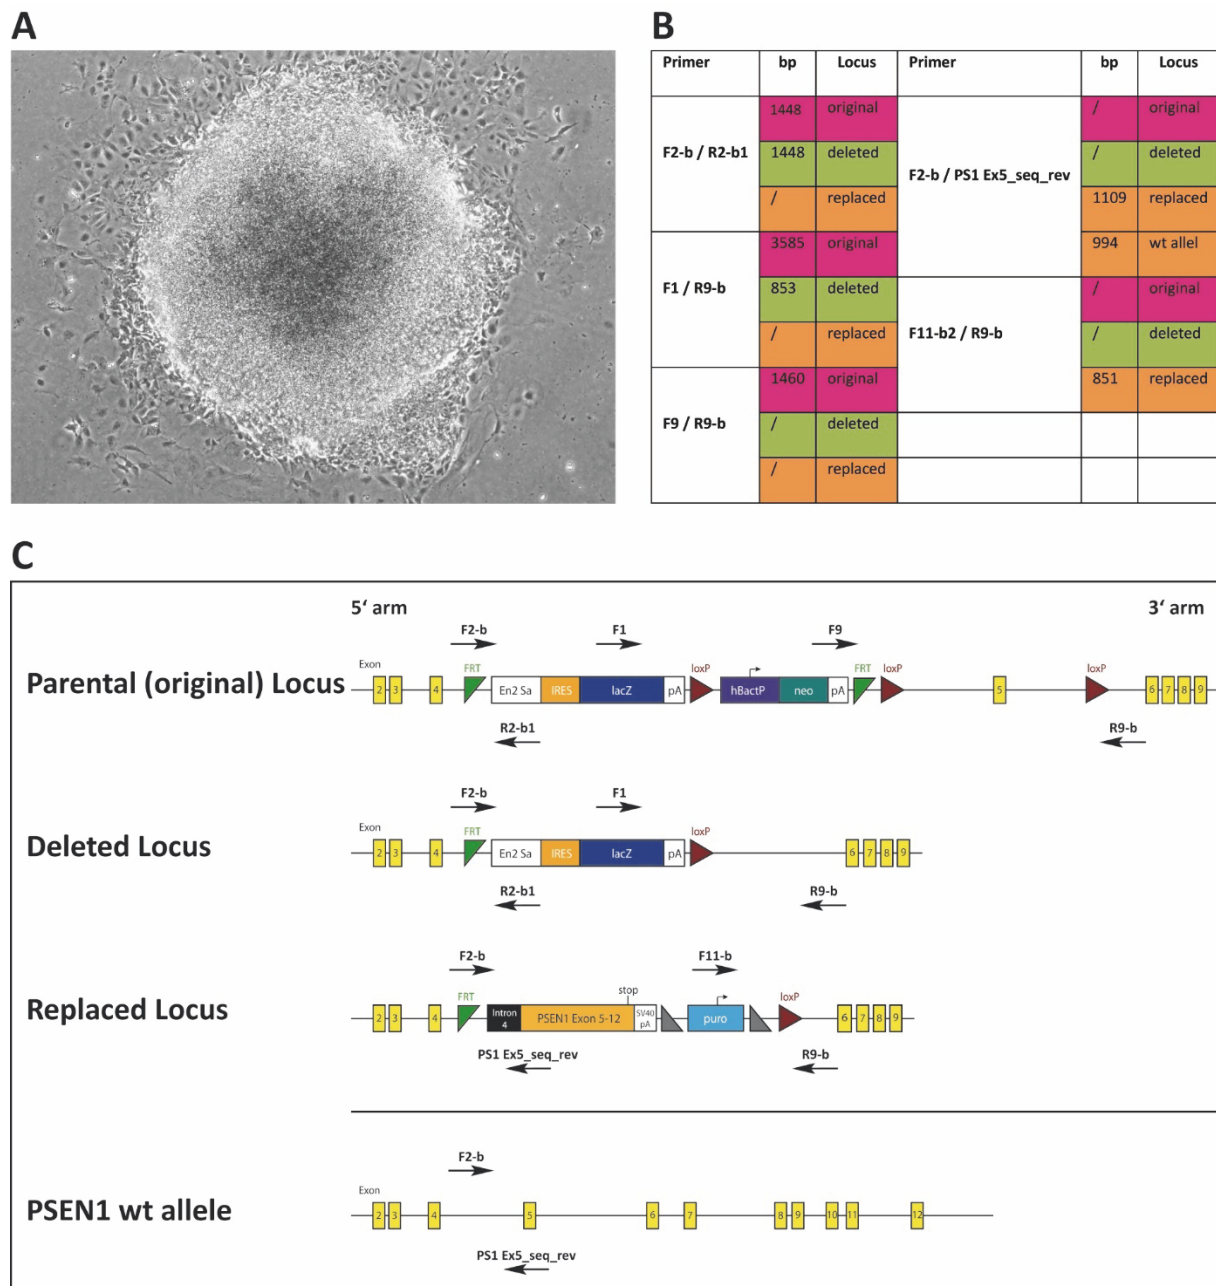 A
B
Primer bp Locus Primer bp Locus
F2-b / R2-b1
1448 original
1448 deleted
/ replaced
F1 / R9-b
3585 original
853 deleted
/ replaced
F9 / R9-b
1460 original
/ deleted
/ replaced
F2-b / PS1 Ex5_seq_rev
/ original
/ deleted
1109 replaced
994 wt allel
F11-b2 / R9-b
/ original
/ deleted
851 replaced
C
5‘ arm 3‘ arm
F2-b F1 F9
Parental (original) Locus
Exon FRT loxP FRT loxP loxP
2 3 4 En2 Sa IRES lacZ pA hBactP neo pA 5 6 7 8 9
R2-b1 R9-b
F2-b F1
Deleted Locus
Exon FRT loxP
2 3 4 En2 Sa IRES lacZ pA 6 7 8 9
R2-b1 R9-b
F2-b F11-b
Replaced Locus
stop
Exon FRT loxP
2 3 4 Intron 4 PSEN1 Exon 5-12 SV40 pA puro 6 7 8 9
PS1 Ex5_seq_rev R9-b
F2-b
PSEN1 wt allele
Exon
2 3 4 5 6 7 8 9 10 11 12
PS1 Ex5_seq_rev